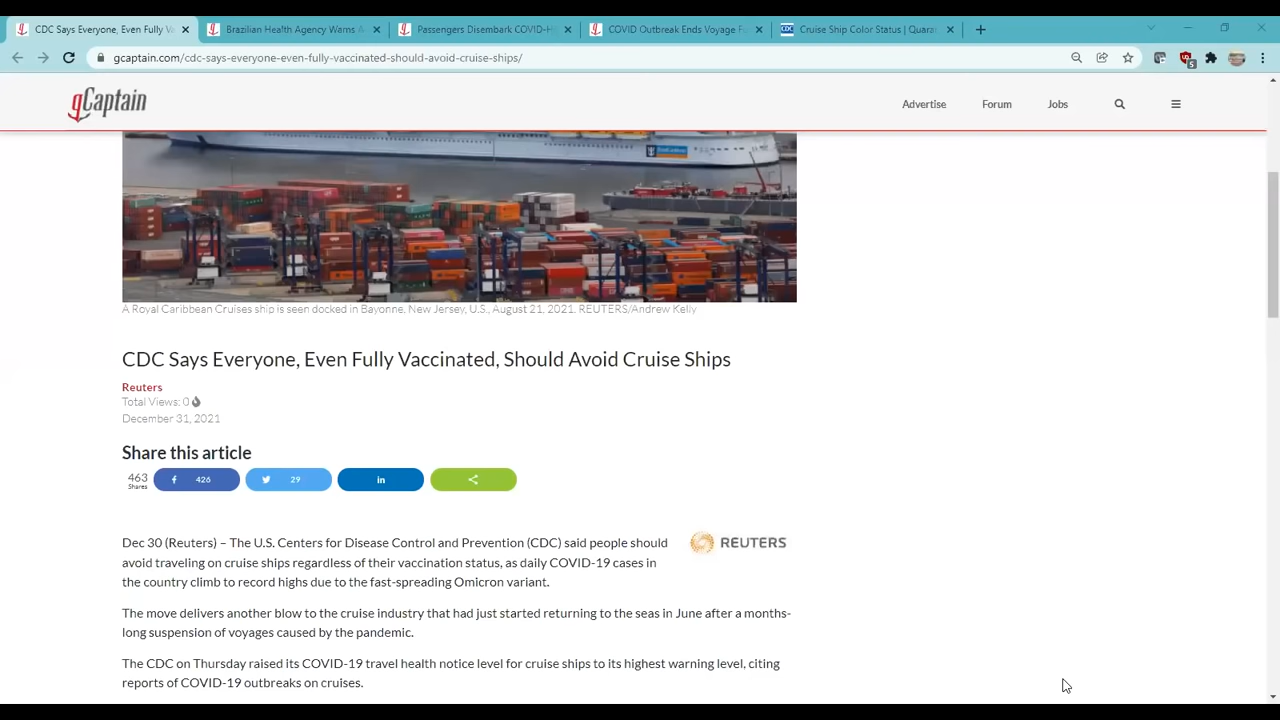 CDC Says Everyone, Even Fully V
Brazilian Health Agency Warns A
Passengers Disembark COVID-H
COVID Outbreak Ends Voyage Fo
Cruise Ship Color Status | Quara
gcaptain.com/cdc-says-everyone-even-fully-vaccinated-should-avoid-cruise-ships/
5
gCaptain
Advertise
Forum
Jobs
A Royal Caribbean Cruises ship is seen docked in Bayonne, New Jersey, U.S., August 21, 2021. REUTERS/Andrew Kelly
CDC Says Everyone, Even Fully Vaccinated, Should Avoid Cruise Ships
Reuters
Total Views: 0
December 31, 2021
Share this article
463
Shares
426
29
in
REUTERS
Dec 30 (Reuters) – The U.S. Centers for Disease Control and Prevention (CDC) said people should
avoid traveling on cruise ships regardless of their vaccination status, as daily COVID-19 cases in
the country climb to record highs due to the fast-spreading Omicron variant.
The move delivers another blow to the cruise industry that had just started returning to the seas in June after a months-
long suspension of voyages caused by the pandemic.
The CDC on Thursday raised its COVID-19 travel health notice level for cruise ships to its highest warning level, citing
reports of COVID-19 outbreaks on cruises.